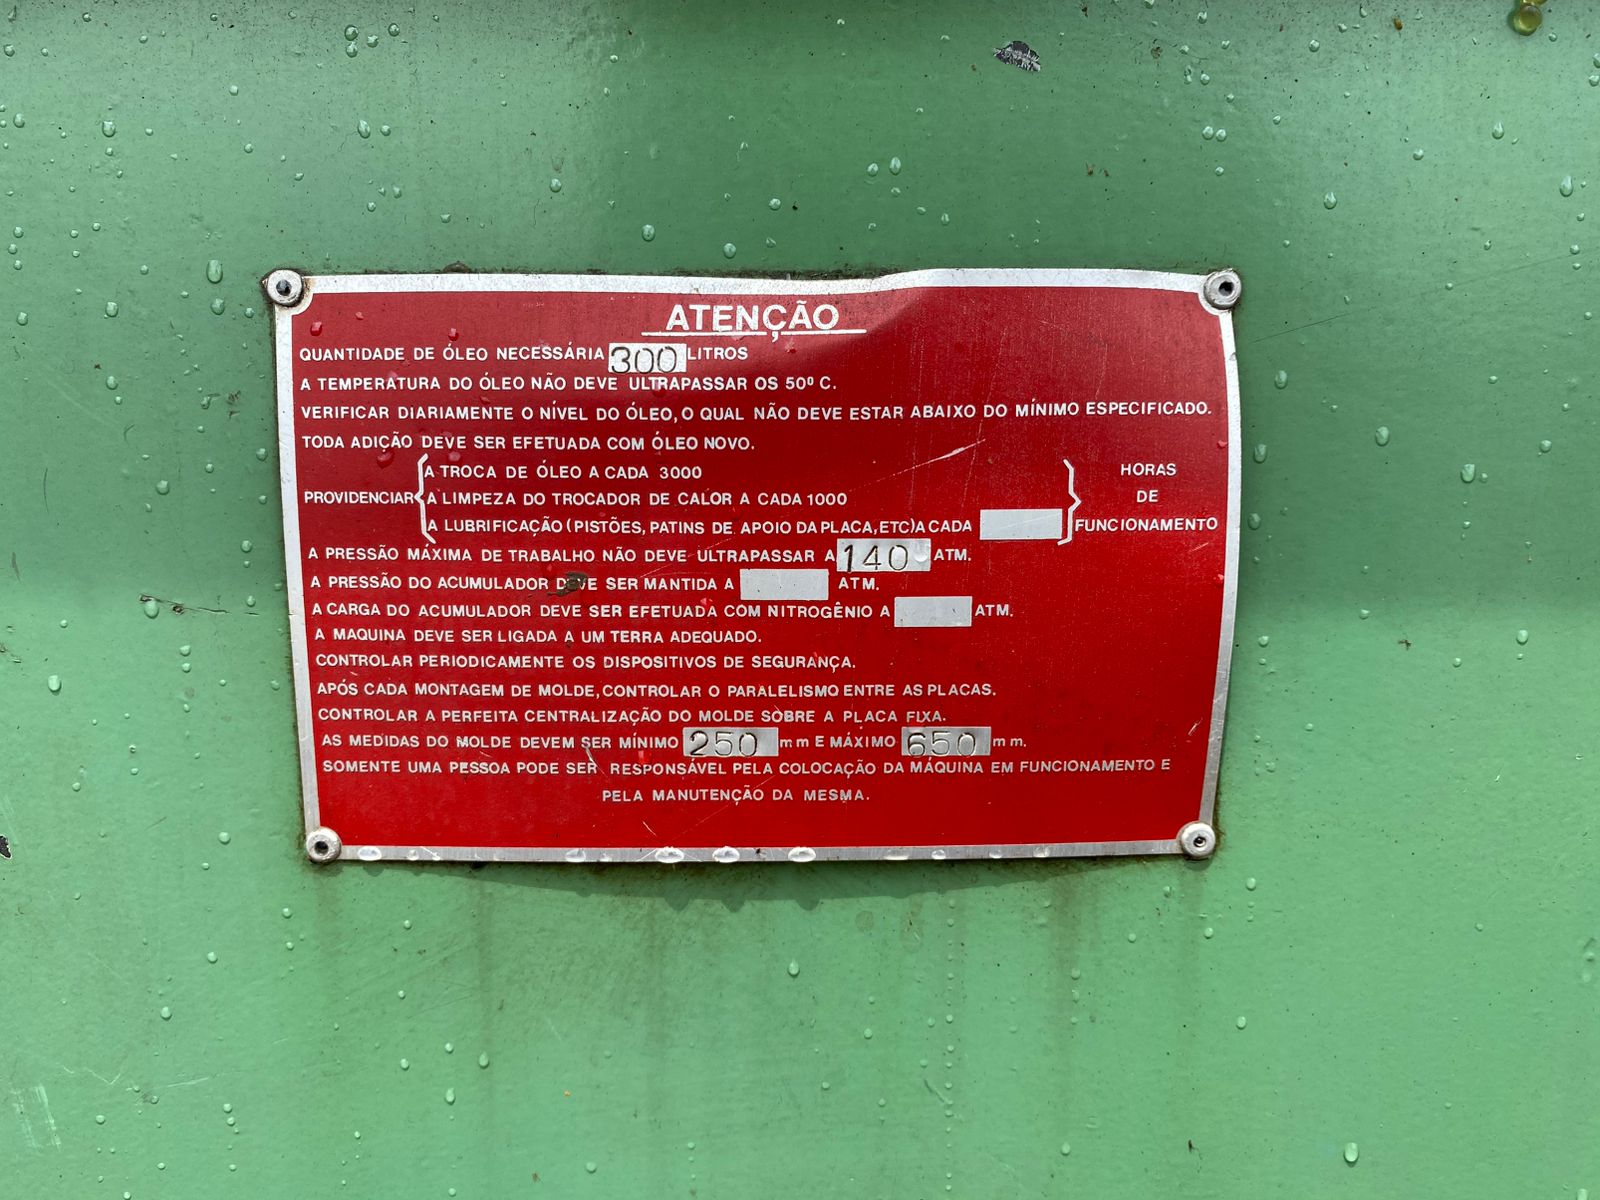 ATENÇÃO
QUANTIDADE DE ÓLEO NECESSÁRIA 300 LITROS
A TEMPERATURA DO ÓLEO NÃO DEVE ULTRAPASSAR OS 50º C.
VERIFICAR DIARIAMENTE O NÍVEL DO ÓLEO, O QUAL NÃO DEVE ESTAR ABAIXO DO MÍNIMO ESPECIFICADO.
TODA ADIÇÃO DEVE SER EFETUADA COM ÓLEO NOVO.
A TROCA DE ÓLEO A CADA 3000 HORAS
PROVIDENCIAR A LIMPEZA DO TROCADOR DE CALOR A CADA 1000 DE
A LUBRIFICAÇÃO (PISTÕES, PATINS DE APOIO DA PLACA, ETC) A CADA FUNCIONAMENTO
A PRESSÃO MÁXIMA DE TRABALHO NÃO DEVE ULTRAPASSAR A 140 ATM.
A PRESSÃO DO ACUMULADOR DEVE SER MANTIDA A ATM.
A CARGA DO ACUMULADOR DEVE SER EFETUADA COM NITROGÊNIO A ATM.
A MAQUINA DEVE SER LIGADA A UM TERRA ADEQUADO.
CONTROLAR PERIODICAMENTE OS DISPOSITIVOS DE SEGURANÇA.
APÓS CADA MONTAGEM DE MOLDE, CONTROLAR O PARALELISMO ENTRE AS PLACAS.
CONTROLAR A PERFEITA CENTRALIZAÇÃO DO MOLDE SOBRE A PLACA FIXA.
AS MEDIDAS DO MOLDE DEVEM SER MÍNIMO 250 mm E MÁXIMO 650 mm.
SOMENTE UMA PESSOA PODE SER RESPONSÁVEL PELA COLOCAÇÃO DA MÁQUINA EM FUNCIONAMENTO E
PELA MANUTENÇÃO DA MESMA.